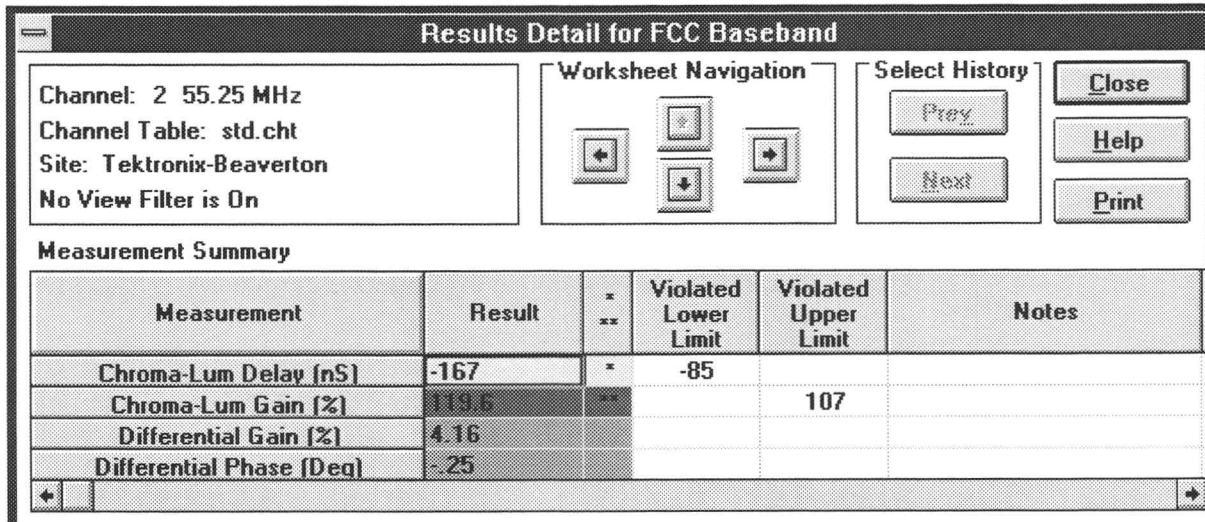 Results Detail for FCC Baseband
Channel: 2 55.25 MHz
Channel Table: std.cht
Site: Tektronix-Beaverton
No View Filter is On
Worksheet Navigation
Select History
Prev
Next
Close
Help
Print
Measurement Summary
Measurement Result * ** Violated Lower Limit Violated Upper Limit Notes
Chroma-Lum Delay (nS) -167 * -85
Chroma-Lum Gain (%) 119.6 ** 107
Differential Gain (%) 4.16
Differential Phase (Deg) -.25